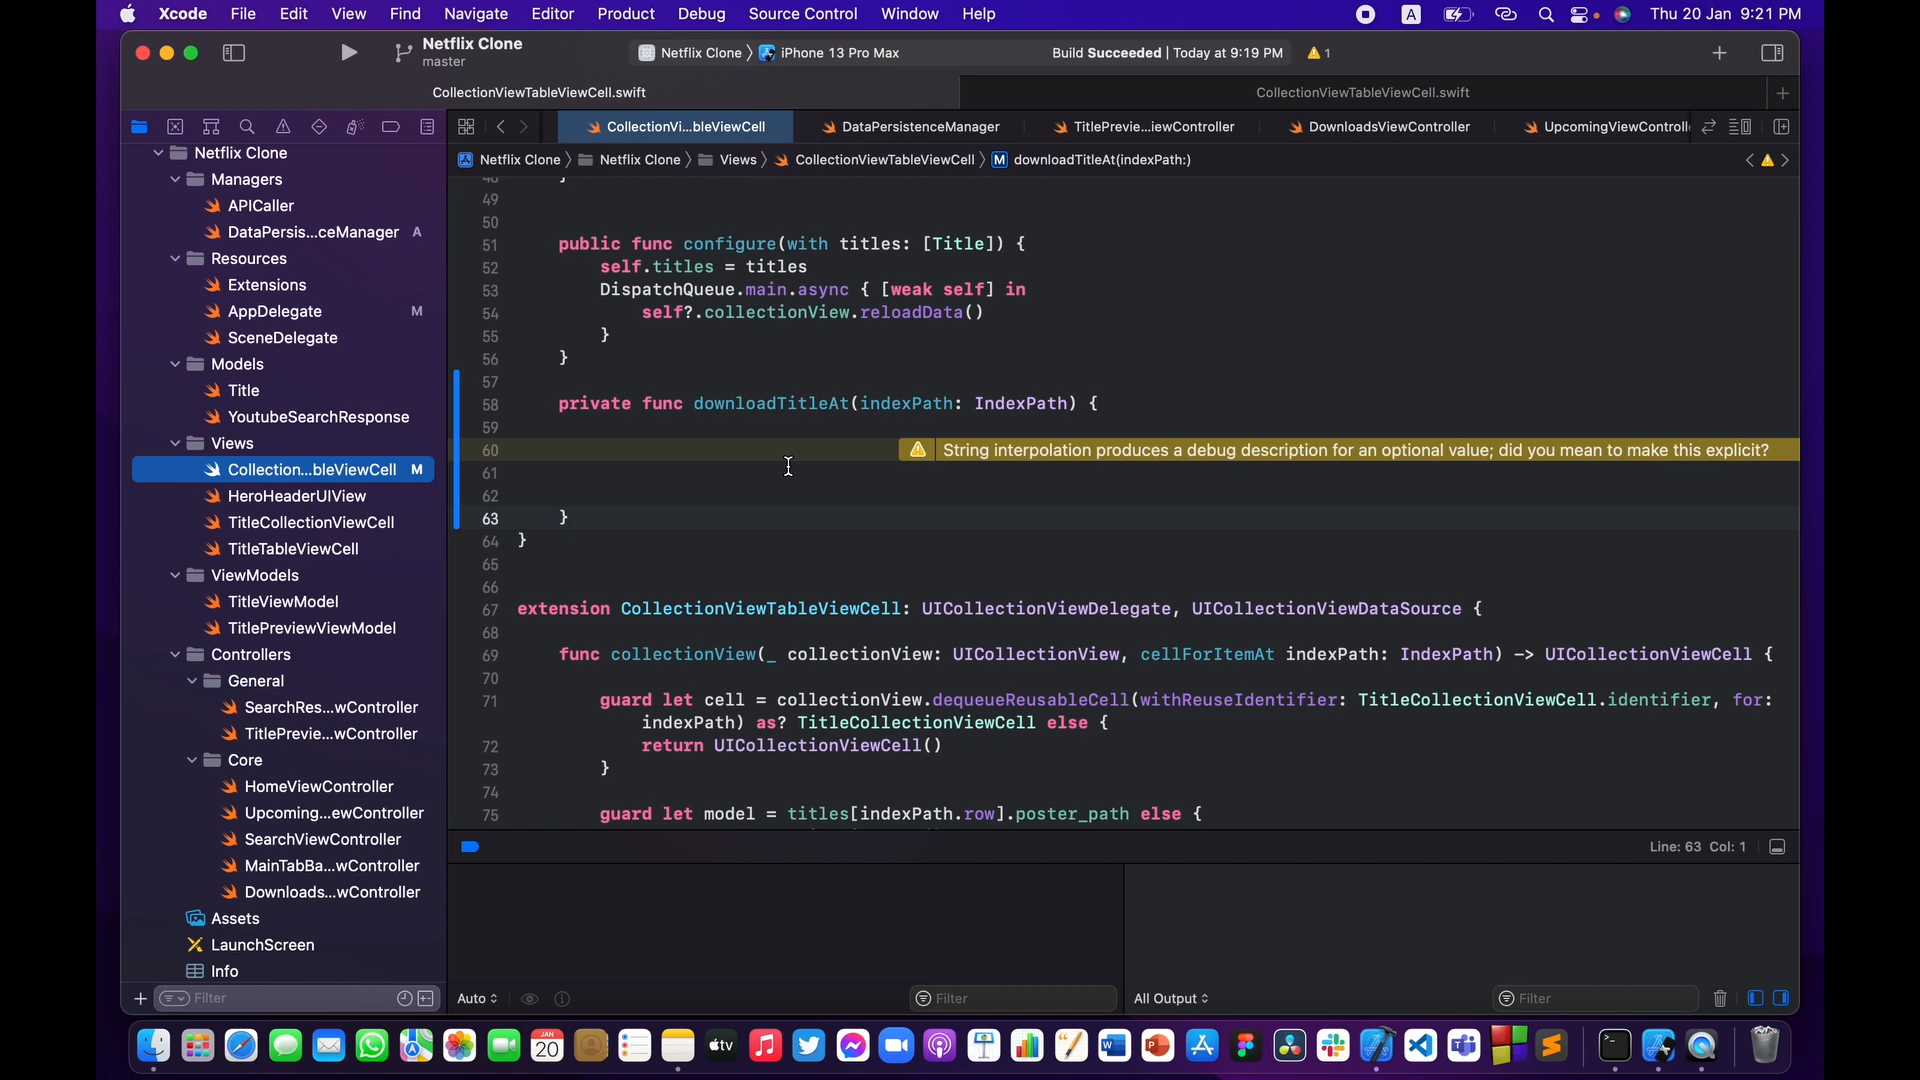 Xcode File Edit View Find Navigate Editor Product Debug Source Control Window Help A Thu 20 Jan 9:21 PM
Netflix Clone
master
Netflix Clone 〉 iPhone 13 Pro Max Build Succeeded | Today at 9:19 PM 1
CollectionViewTableViewCell.swift CollectionViewTableViewCell.swift
CollectionVi...bleViewCell DataPersistenceManager TitlePrevie...iewController DownloadsViewController UpcomingViewControll
Netflix Clone 〉 Netflix Clone 〉 Views 〉 CollectionViewTableViewCell 〉 M downloadTitleAt(indexPath:)
Netflix Clone
Managers
APICaller
DataPersis...ceManager A
Resources
Extensions
AppDelegate M
SceneDelegate
Models
Title
YoutubeSearchResponse
Views
Collection...bleViewCell M
HeroHeaderUIView
TitleCollectionViewCell
TitleTableViewCell
ViewModels
TitleViewModel
TitlePreviewViewModel
Controllers
General
SearchRes...wController
TitlePrevie...wController
Core
HomeViewController
Upcoming...ewController
SearchViewController
MainTabBa...wController
Downloads...wController
Assets
LaunchScreen
Info
Filter
49
50
51 public func configure(with titles: [Title]) {
52 self.titles = titles
53 DispatchQueue.main.async { [weak self] in
54 self?.collectionView.reloadData()
55 }
56 }
57
58 private func downloadTitleAt(indexPath: IndexPath) {
59
60 String interpolation produces a debug description for an optional value; did you mean to make this explicit?
61
62
63 }
64 }
65
66
67 extension CollectionViewTableViewCell: UICollectionViewDelegate, UICollectionViewDataSource {
68
69 func collectionView(_ collectionView: UICollectionView, cellForItemAt indexPath: IndexPath) -> UICollectionViewCell {
70
71 guard let cell = collectionView.dequeueReusableCell(withReuseIdentifier: TitleCollectionViewCell.identifier, for:
indexPath) as? TitleCollectionViewCell else {
72 return UICollectionViewCell()
73 }
74
75 guard let model = titles[indexPath.row].poster_path else {
Line: 63 Col: 1
Auto Filter All Output Filter
JAN
20
tv